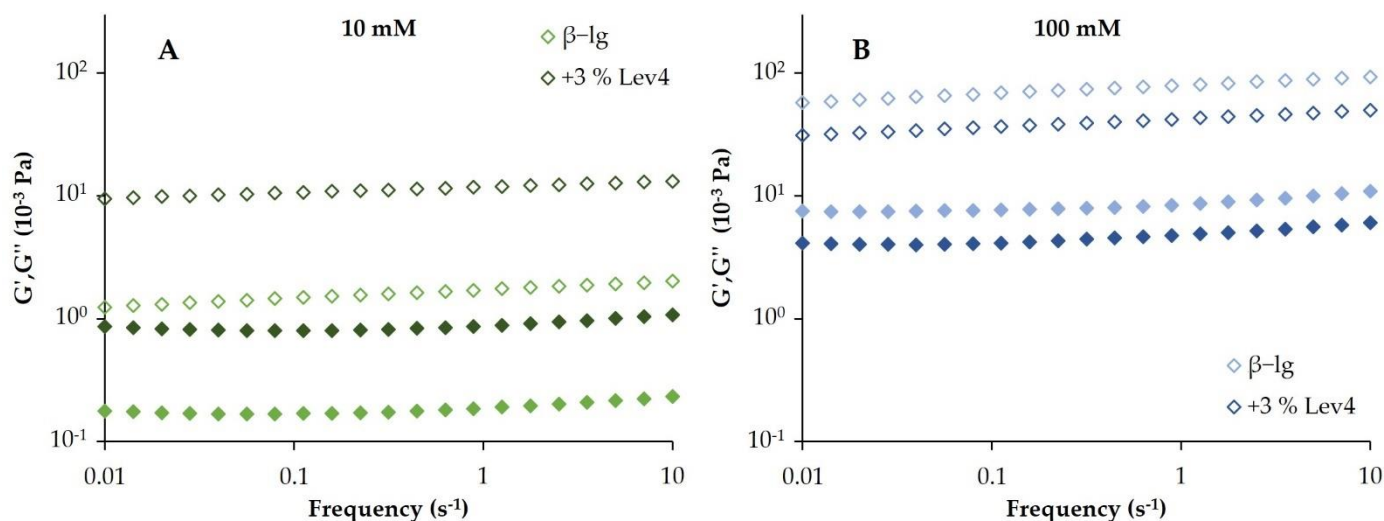 A
10 mM
β–lg
+3 % Lev4
10²
10¹
10⁰
10⁻¹
G',G'' (10⁻³ Pa)
0.01
0.1
1
10
Frequency (s⁻¹)
B
100 mM
10²
10¹
10⁰
10⁻¹
G',G'' (10⁻³ Pa)
β–lg
+3 % Lev4
0.01
0.1
1
10
Frequency (s⁻¹)